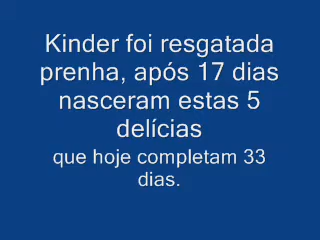 Kinder foi resgatada
prenha, após 17 dias
nasceram estas 5
delícias
que hoje completam 33
dias.